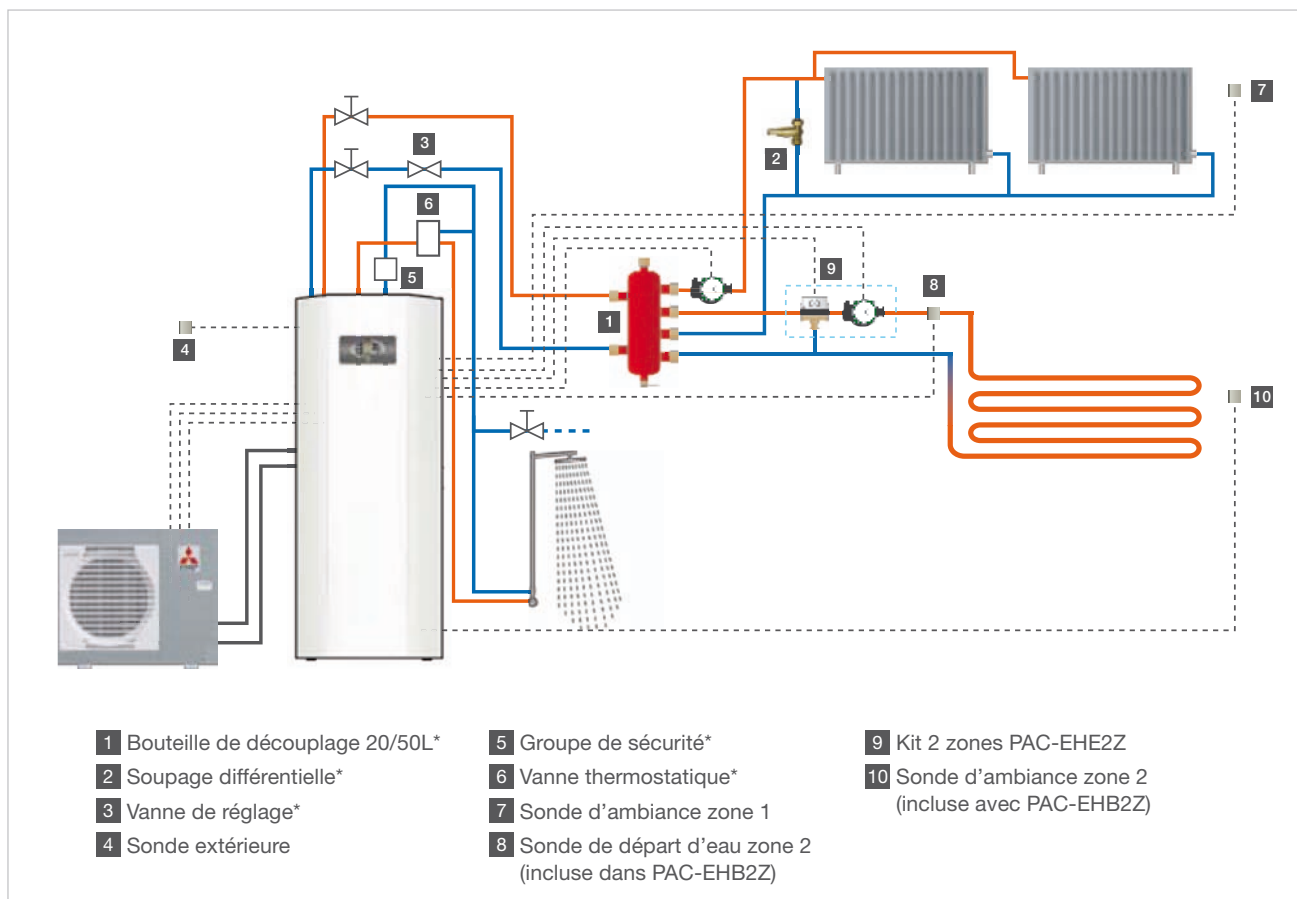 7
3
2
6
9
8
5
1
4
10
1 Bouteille de découplage 20/50L*
2 Soupage différentielle*
3 Vanne de réglage*
4 Sonde extérieure
5 Groupe de sécurité*
6 Vanne thermostatique*
7 Sonde d'ambiance zone 1
8 Sonde de départ d'eau zone 2
(incluse dans PAC-EHB2Z)
9 Kit 2 zones PAC-EHE2Z
10 Sonde d'ambiance zone 2
(incluse avec PAC-EHB2Z)